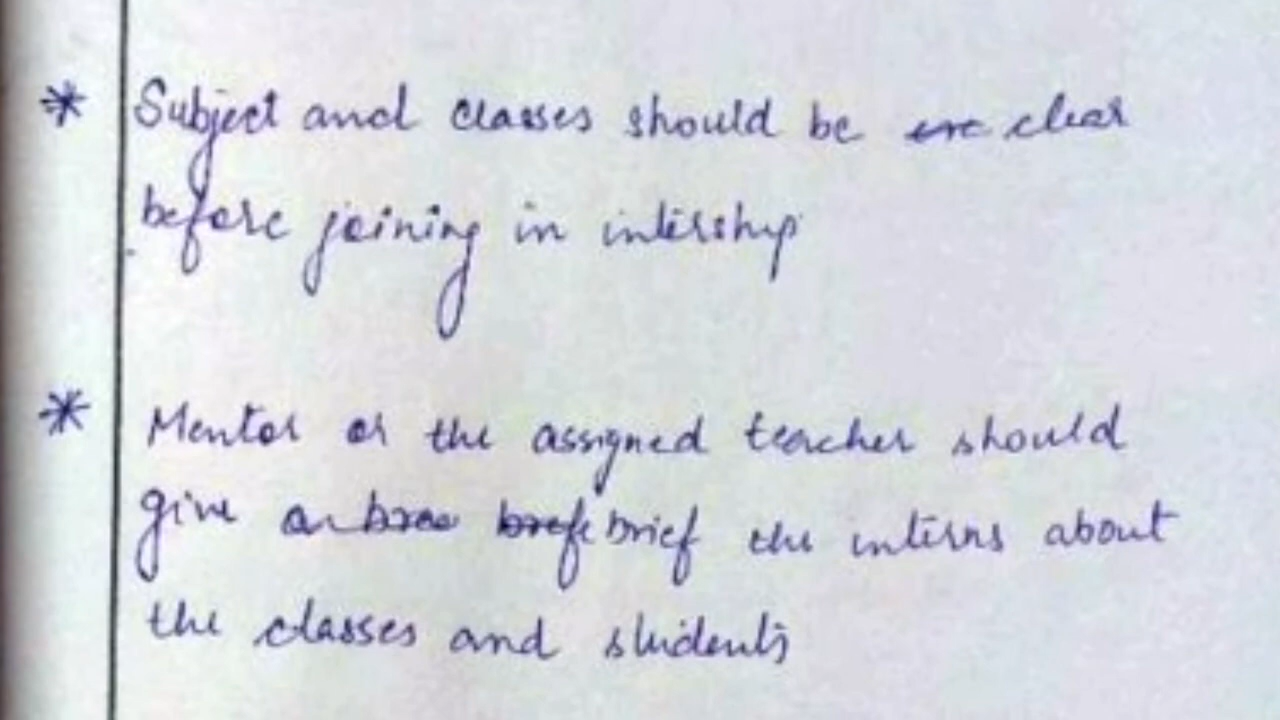 * Subject and classes should be clear
before joining in intership
* Mentor or the assigned teacher should
give brief the interns about
the classes and students